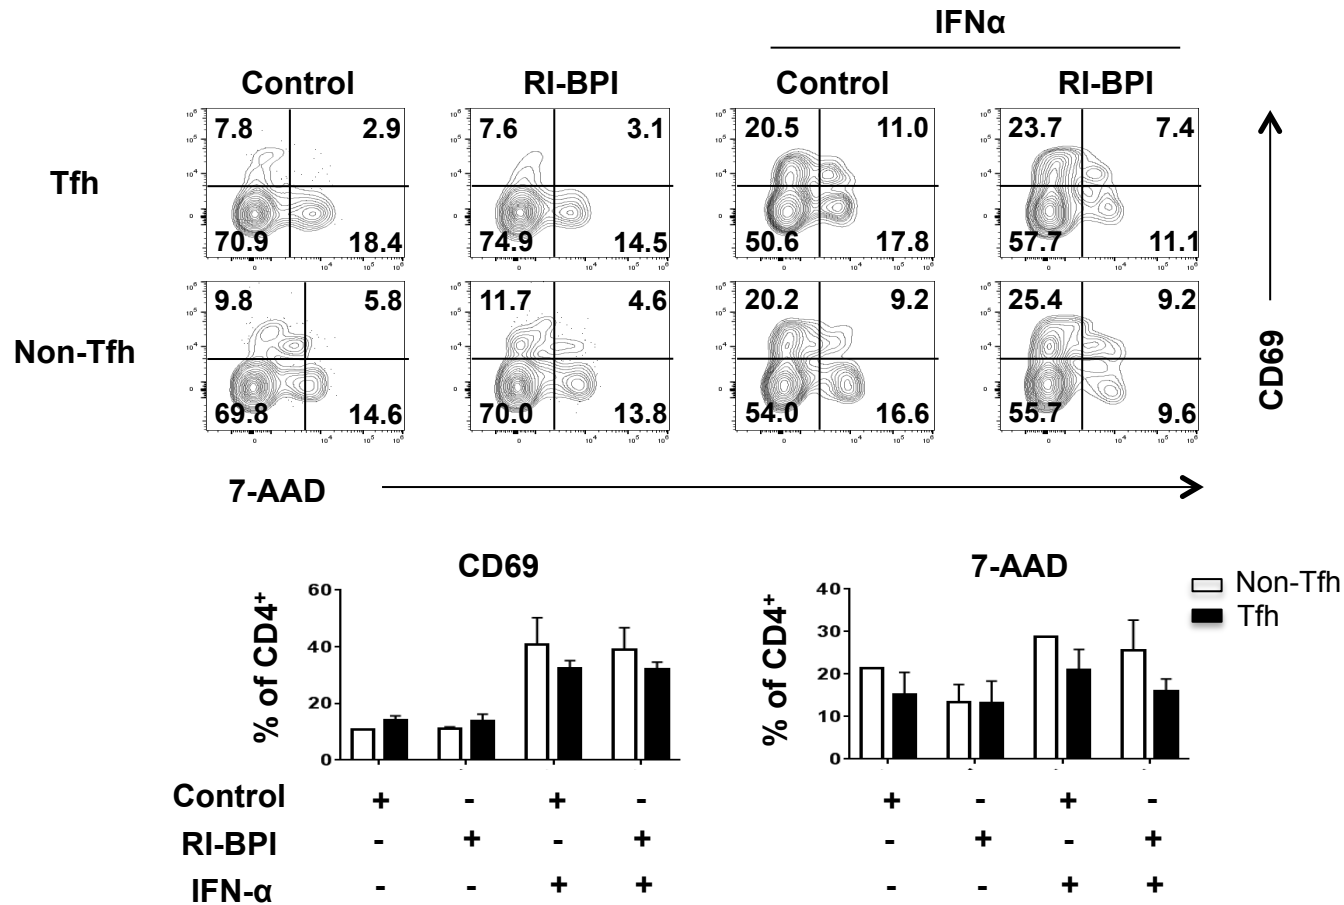 IFNα
Control RI-BPI Control RI-BPI
Tfh
7.8 2.9 7.6 3.1 20.5 11.0 23.7 7.4
70.9 18.4 74.9 14.5 50.6 17.8 57.7 11.1
Non-Tfh
9.8 5.8 11.7 4.6 20.2 9.2 25.4 9.2
69.8 14.6 70.0 13.8 54.0 16.6 55.7 9.6
CD69
7-AAD
CD69
% of CD4+
60
40
20
0
7-AAD
% of CD4+
40
30
20
10
0
Non-Tfh
Tfh
Control + - + - + - + -
RI-BPI - + - + - + - +
IFN-α - - + + - - + +